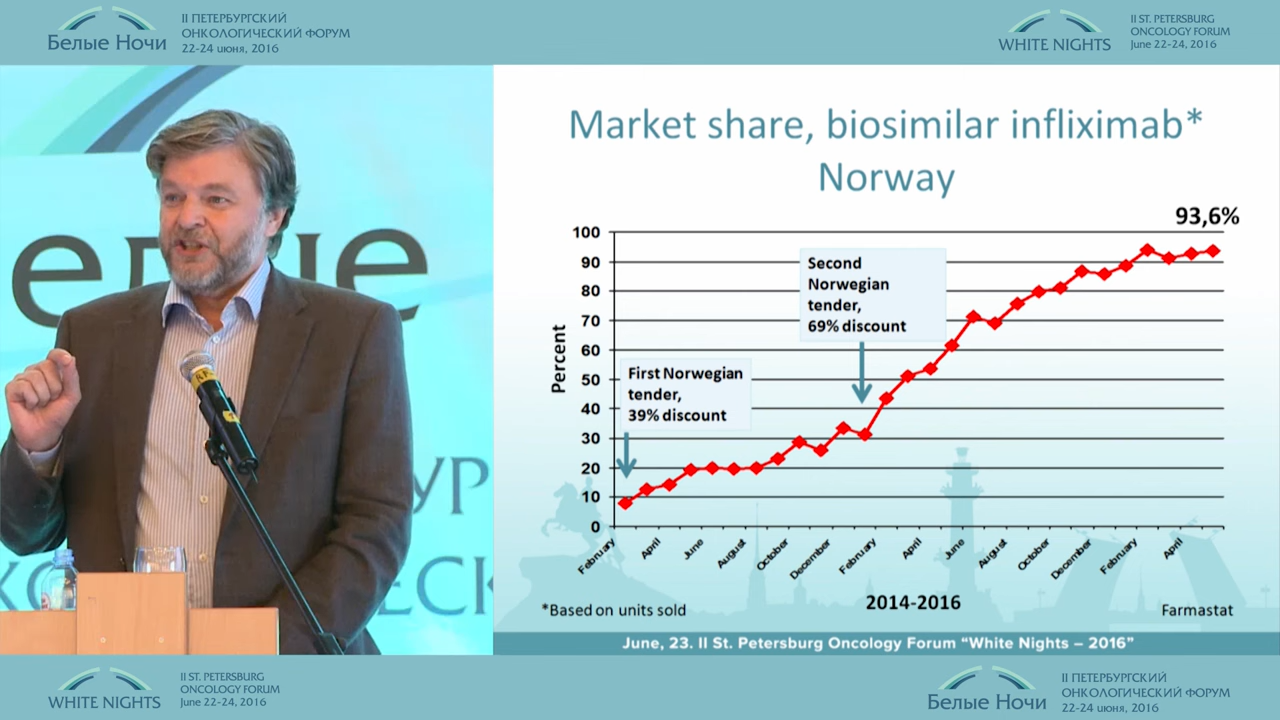 Белые Ночи
II ПЕТЕРБУРГСКИЙ
ОНКОЛОГИЧЕСКИЙ ФОРУМ
22-24 июня, 2016
WHITE NIGHTS
II ST. PETERSBURG
ONCOLOGY FORUM
June 22-24, 2016
Market share, biosimilar infliximab*
Norway
93,6%
Percent
100
90
80
70
60
50
40
30
20
10
0
First Norwegian
tender,
39% discount
Second
Norwegian
tender,
69% discount
February
April
June
August
October
December
February
April
June
August
October
December
February
April
*Based on units sold
2014-2016
Farmastat
June, 23. II St. Petersburg Oncology Forum “White Nights – 2016”
WHITE NIGHTS
II ST. PETERSBURG
ONCOLOGY FORUM
June 22-24, 2016
Белые Ночи
II ПЕТЕРБУРГСКИЙ
ОНКОЛОГИЧЕСКИЙ ФОРУМ
22-24 июня, 2016